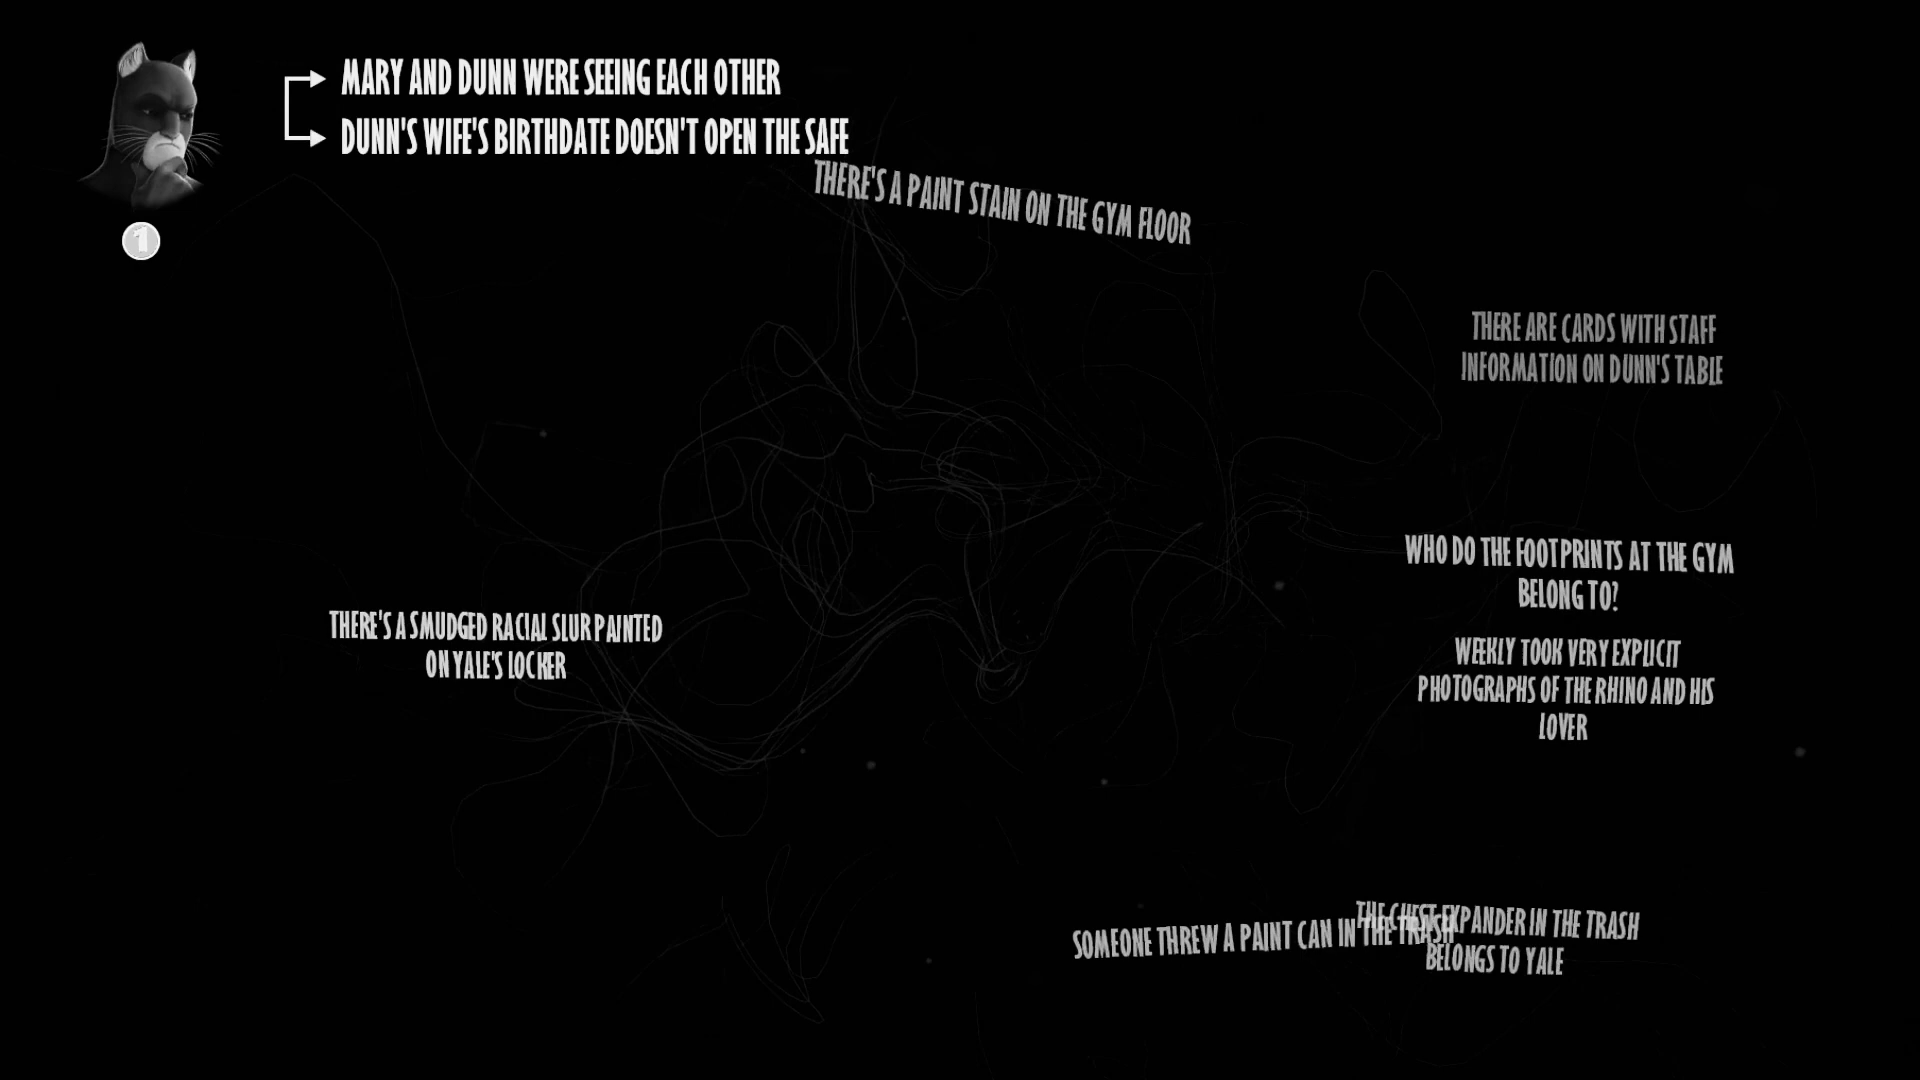 MARY AND DUNN WERE SEEING EACH OTHER
DUNN'S WIFE'S BIRTHDATE DOESN'T OPEN THE SAFE
THERE'S A PAINT STAIN ON THE GYM FLOOR
1
THERE ARE CARDS WITH STAFF
INFORMATION ON DUNN'S TABLE
WHO DO THE FOOTPRINTS AT THE GYM
BELONG TO?
THERE'S A SMUDGED RACIAL SLUR PAINTED
ON YALE'S LOCKER
WEEKLY TOOK VERY EXPLICIT
PHOTOGRAPHS OF THE RHINO AND HIS
LOVER
SOMEONE THREW A PAINT CAN IN THE TRASH
THE CHEST EXPANDER IN THE TRASH
BELONGS TO YALE